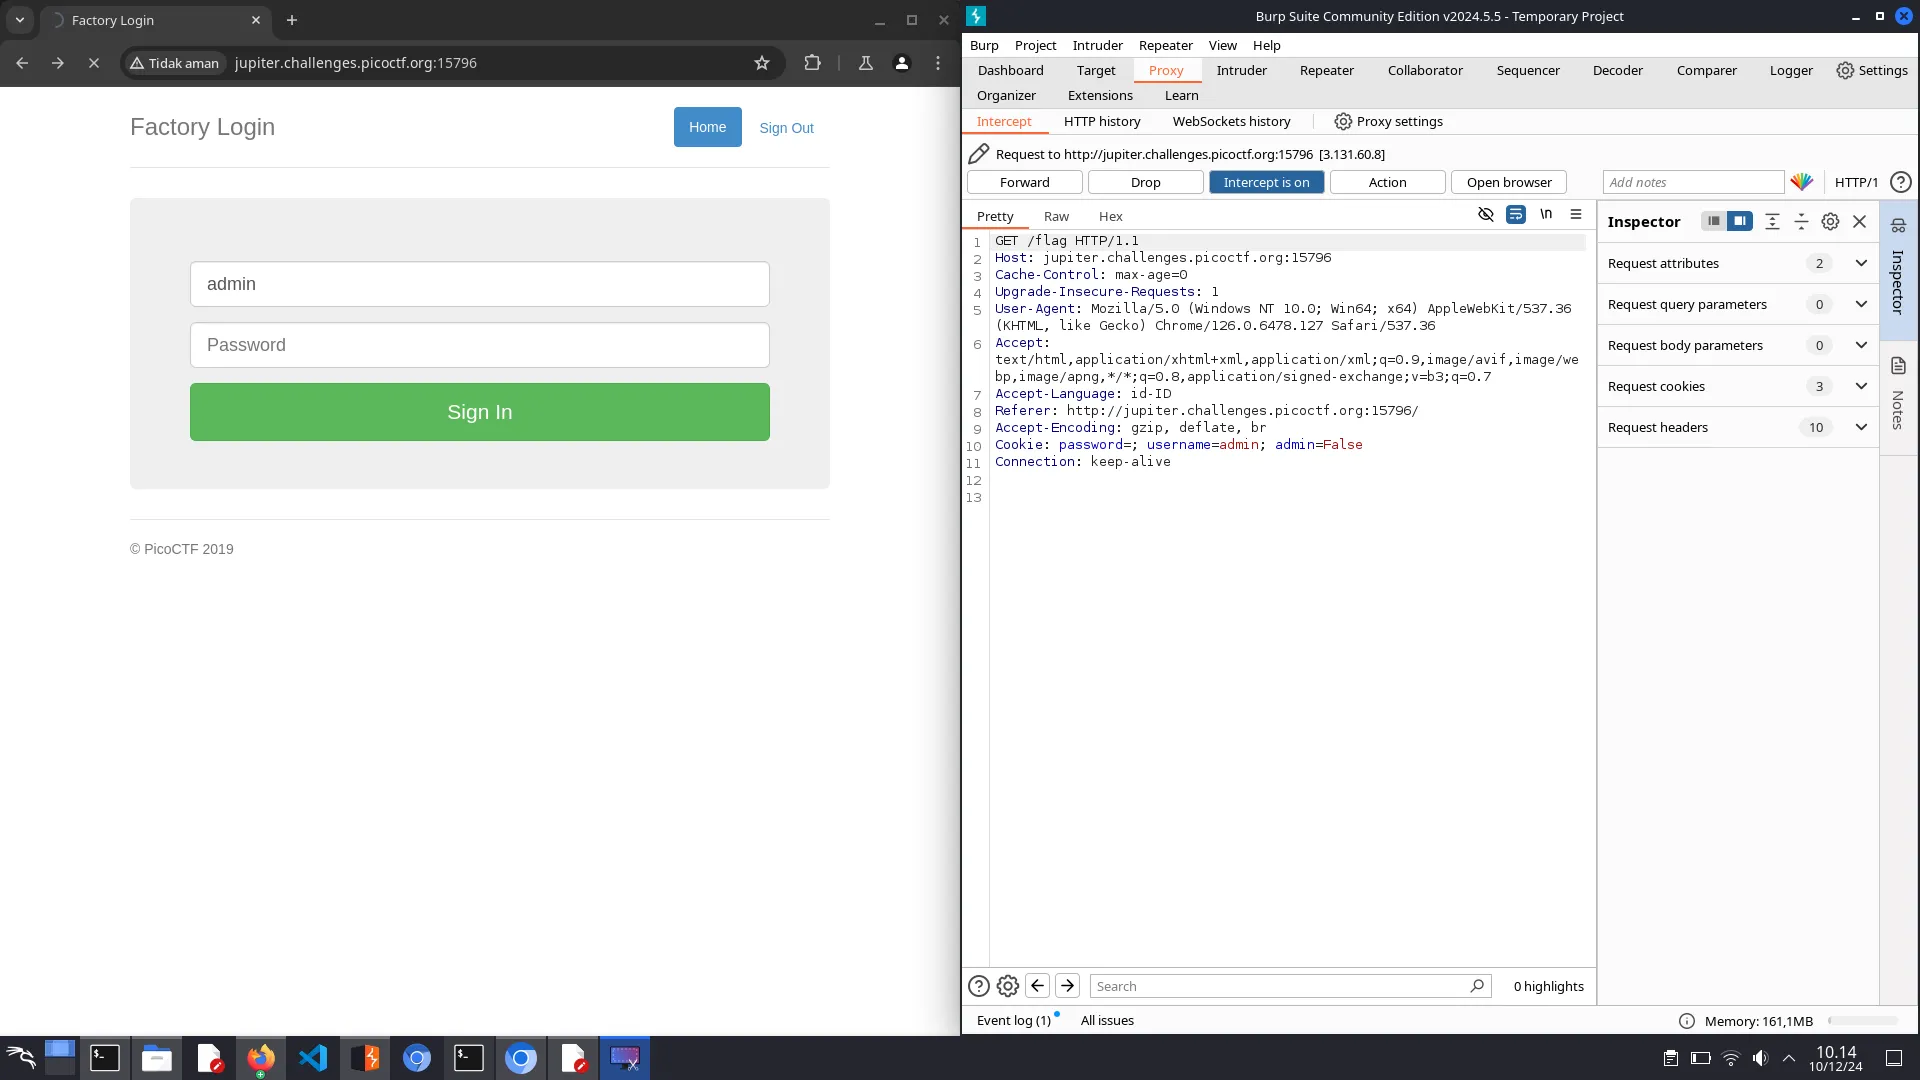 Factory Login
Tidak aman
jupiter.challenges.picoctf.org:15796
Factory Login
Home
Sign Out
admin
Password
Sign In
© PicoCTF 2019
Burp Suite Community Edition v2024.5.5 - Temporary Project
Burp Project Intruder Repeater View Help
Dashboard Target Proxy Intruder Repeater Collaborator Sequencer Decoder Comparer Logger Settings
Organizer Extensions Learn
Intercept HTTP history WebSockets history Proxy settings
Request to http://jupiter.challenges.picoctf.org:15796 [3.131.60.8]
Forward Drop Intercept is on Action Open browser Add notes HTTP/1
Pretty Raw Hex \n
1 GET /flag HTTP/1.1
2 Host: jupiter.challenges.picoctf.org:15796
3 Cache-Control: max-age=0
4 Upgrade-Insecure-Requests: 1
5 User-Agent: Mozilla/5.0 (Windows NT 10.0; Win64; x64) AppleWebKit/537.36
(KHTML, like Gecko) Chrome/126.0.6478.127 Safari/537.36
6 Accept:
text/html,application/xhtml+xml,application/xml;q=0.9,image/avif,image/we
bp,image/apng,*/*;q=0.8,application/signed-exchange;v=b3;q=0.7
7 Accept-Language: id-ID
8 Referer: http://jupiter.challenges.picoctf.org:15796/
9 Accept-Encoding: gzip, deflate, br
10 Cookie: password=; username=admin; admin=False
11 Connection: keep-alive
12
13
Inspector
Request attributes 2
Request query parameters 0
Request body parameters 0
Request cookies 3
Request headers 10
Inspector
Notes
Search
0 highlights
Event log (1) All issues
Memory: 161,1MB
10.14
10/12/24